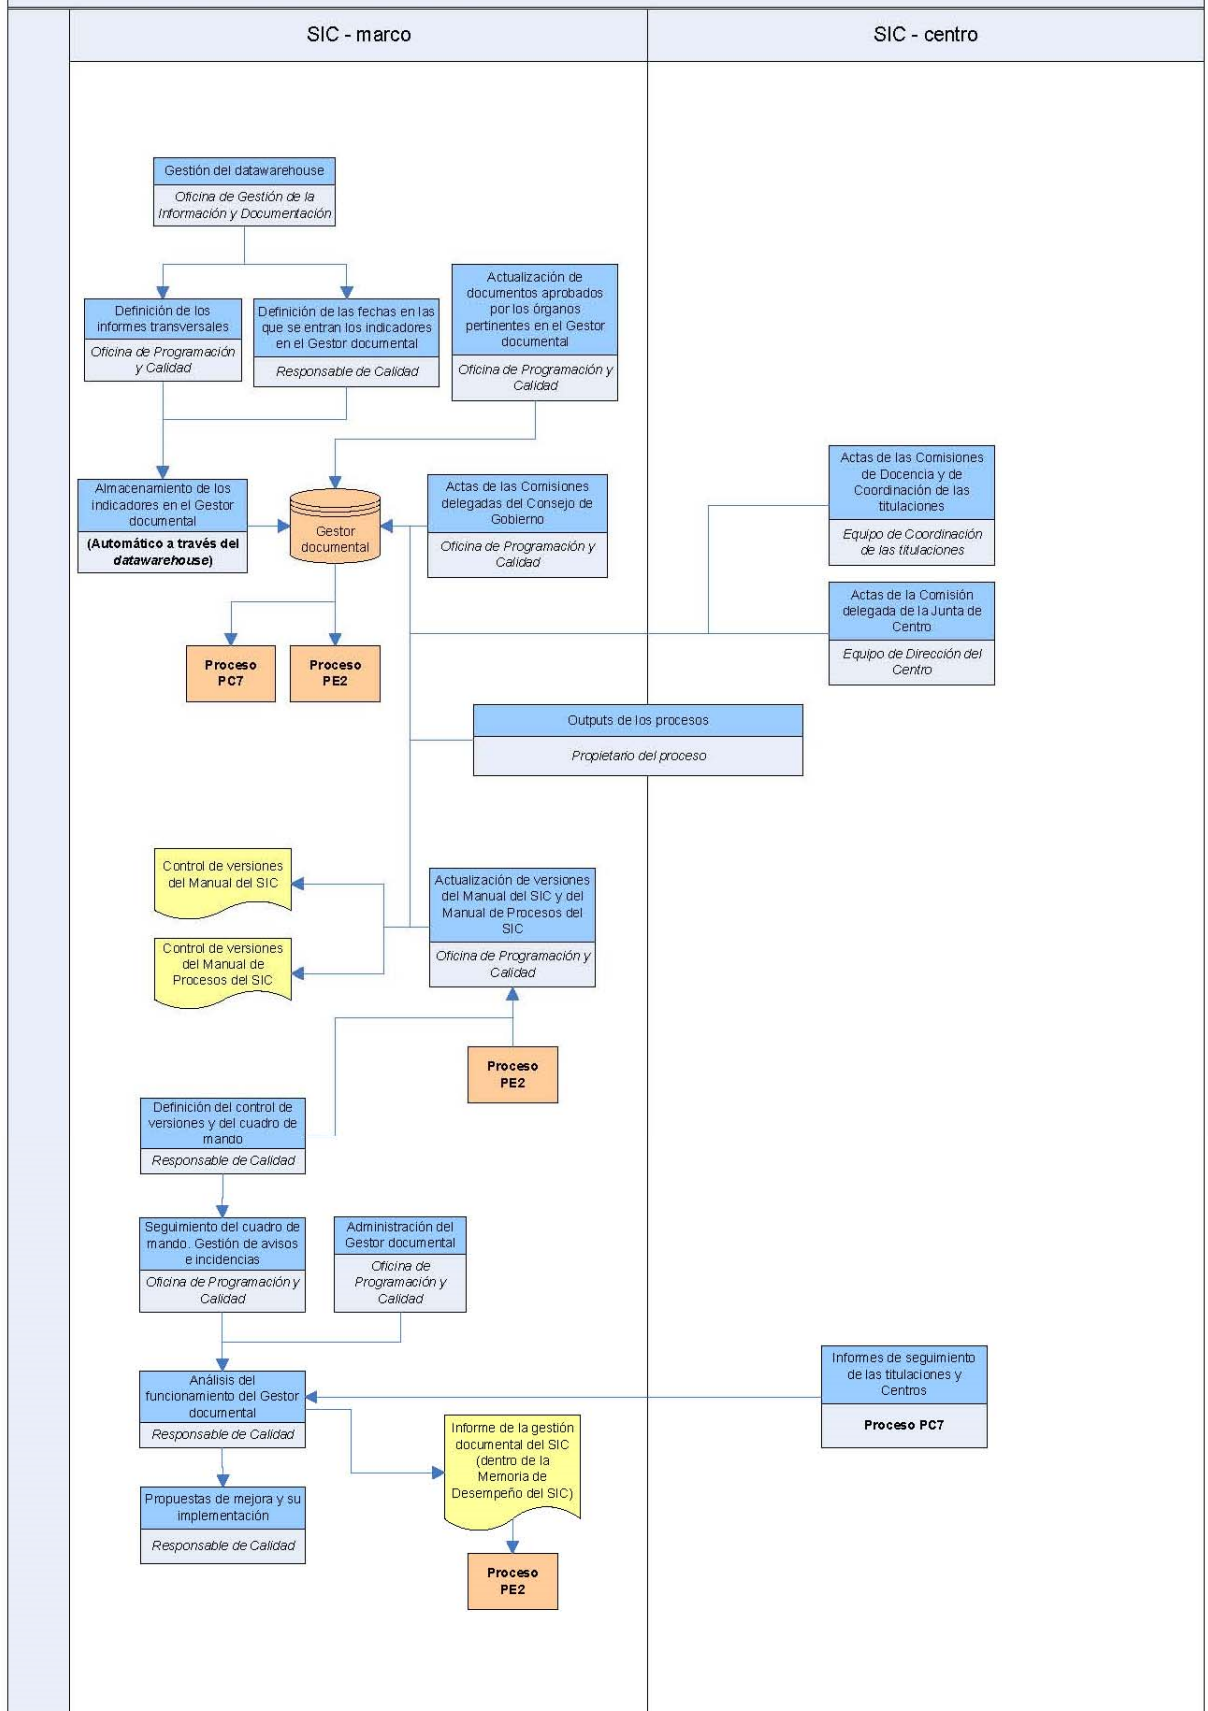 SIC - marco
SIC - centro
Gestión del datawarehouse
Oficina de Gestión de la
Información y Documentación
Definición de los
informes transversales
Oficina de Programación
y Calidad
Definición de las fechas en las
que se entran los indicadores
en el Gestor documental
Responsable de Calidad
Actualización de
documentos aprobados
por los órganos
pertinentes en el Gestor
documental
Oficina de Programación y
Calidad
Almacenamiento de los
indicadores en el Gestor
documental
(Automático a través del
datawarehouse)
Gestor
documental
Actas de las Comisiones
delegadas del Consejo de
Gobierno
Oficina de Programación y
Calidad
Actas de las Comisiones
de Docencia y de
Coordinación de las
titulaciones
Equipo de Coordinación
de las titulaciones
Actas de la Comisión
delegada de la Junta de
Centro
Equipo de Dirección del
Centro
Proceso
PC7
Proceso
PE2
Outputs de los procesos
Propietario del proceso
Control de versiones
del Manual del SIC
Control de versiones
del Manual de
Procesos del SIC
Actualización de versiones
del Manual del SIC y del
Manual de Procesos del
SIC
Oficina de Programación y
Calidad
Proceso
PE2
Definición del control de
versiones y del cuadro de
mando
Responsable de Calidad
Seguimiento del cuadro de
mando. Gestión de avisos
e incidencias
Oficina de Programación y
Calidad
Administración del
Gestor documental
Oficina de
Programación y
Calidad
Análisis del
funcionamiento del Gestor
documental
Responsable de Calidad
Informes de seguimiento
de las titulaciones y
Centros
Proceso PC7
Informe de la gestión
documental del SIC
(dentro de la
Memoria de
Desempeño del SIC)
Propuestas de mejora y su
implementación
Responsable de Calidad
Proceso
PE2